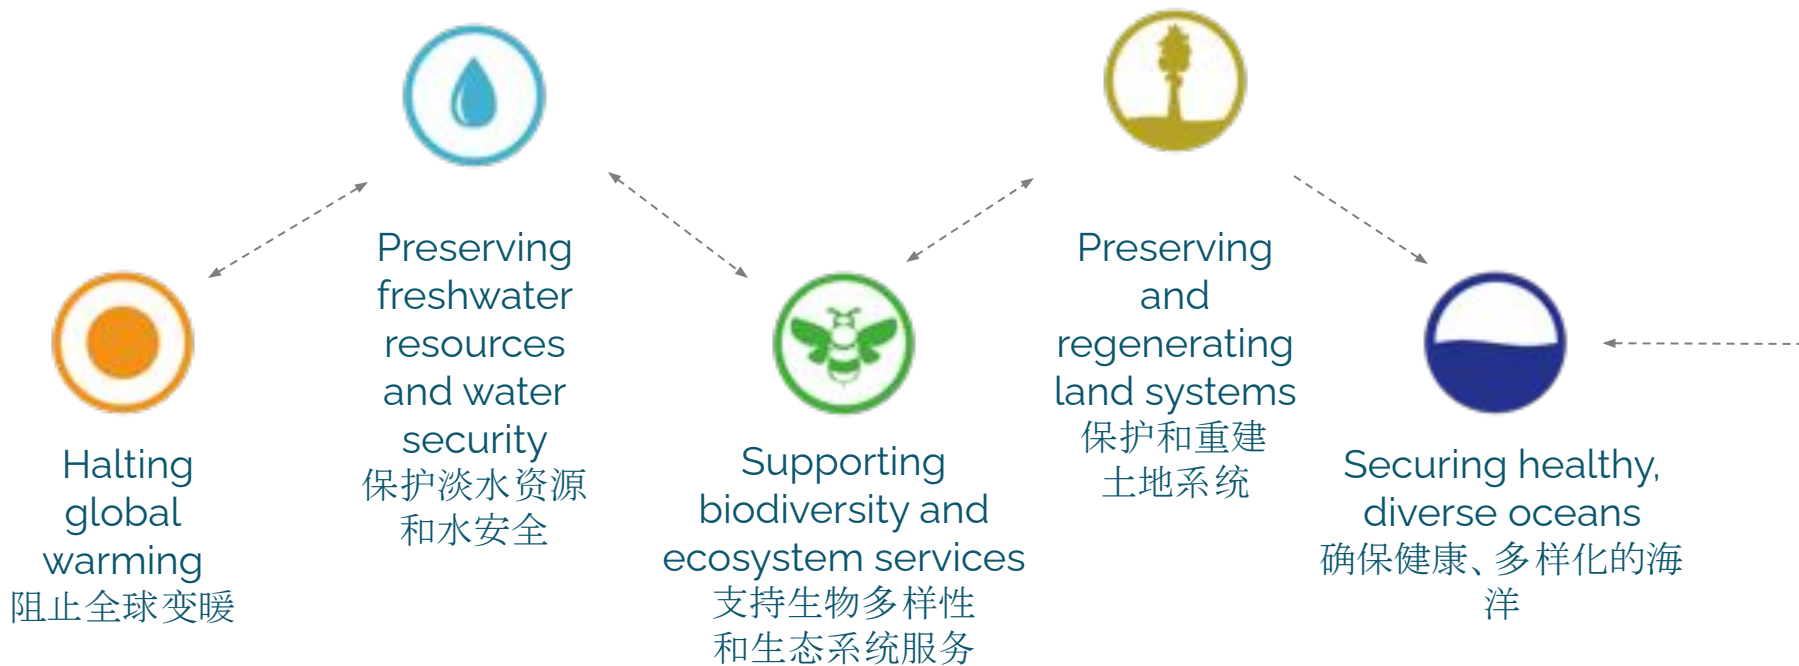 Halting
global
warming
阻止全球变暖
Preserving
freshwater
resources
and water
security
保护淡水资源
和水安全
Supporting
biodiversity and
ecosystem services
支持生物多样性
和生态系统服务
Preserving
and
regenerating
land systems
保护和重建
土地系统
Securing healthy,
diverse oceans
确保健康、多样化的海
洋